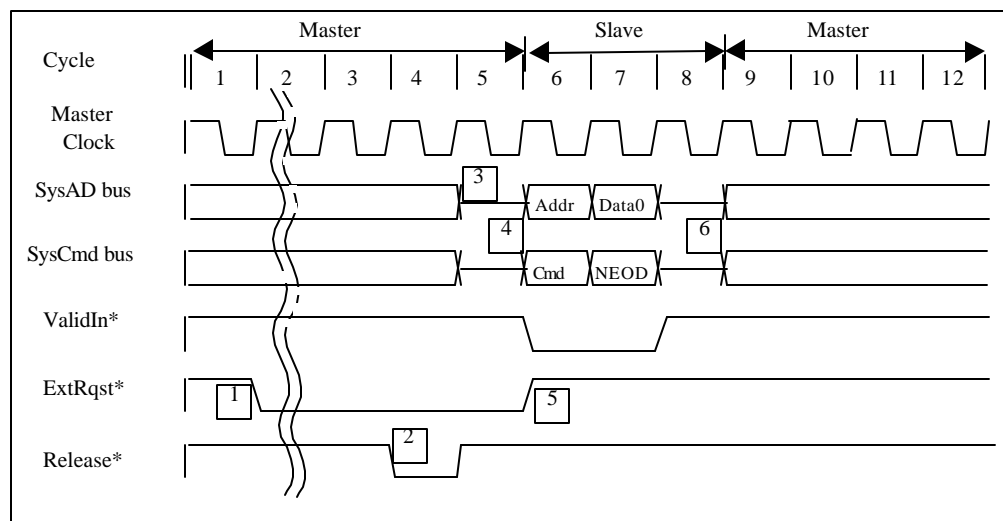 Master Slave Master
Cycle
1 2 3 4 5 6 7 8 9 10 11 12
Master
Clock
SysAD bus
3
Addr Data0
4 6
SysCmd bus
Cmd NEOD
ValidIn*
ExtRqst*
1 5
2
Release*